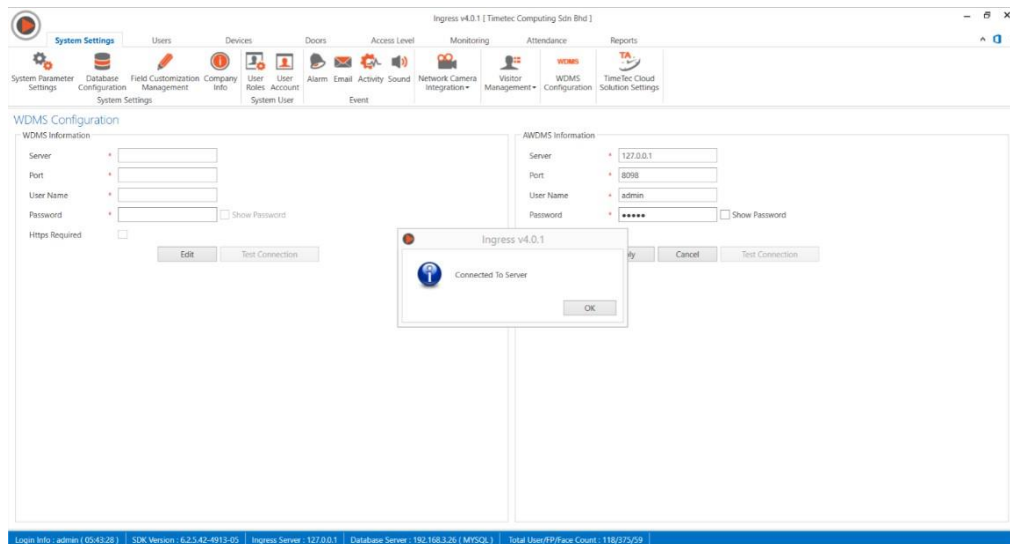 Ingress v4.0.1 [ Timetec Computing Sdn Bhd ]
System Settings Users Devices Doors Access Level Monitoring Attendance Reports
System Parameter Settings
Database Configuration
Field Customization Management
Company Info
User Roles
User Account
Alarm Email Activity Sound
Network Camera Integration
Visitor Management
WDMS
WDMS Configuration
TA
TimeTec Cloud Solution Settings
System Settings System User Event
WDMS Configuration
WDMS Information
Server *
Port *
User Name *
Password * Show Password
Https Required
Edit Test Connection
AWDMS Information
Server * 127.0.0.1
Port * 8098
User Name * admin
Password * ●●●●● Show Password
ly Cancel Test Connection
Ingress v4.0.1
Connected To Server
OK
Login Info : admin ( 05:43:28 ) SDK Version : 6.2.5.42-4913-05 Ingress Server : 127.0.0.1 Database Server : 192.168.3.26 ( MYSQL ) Total User/FP/Face Count : 118/375/59